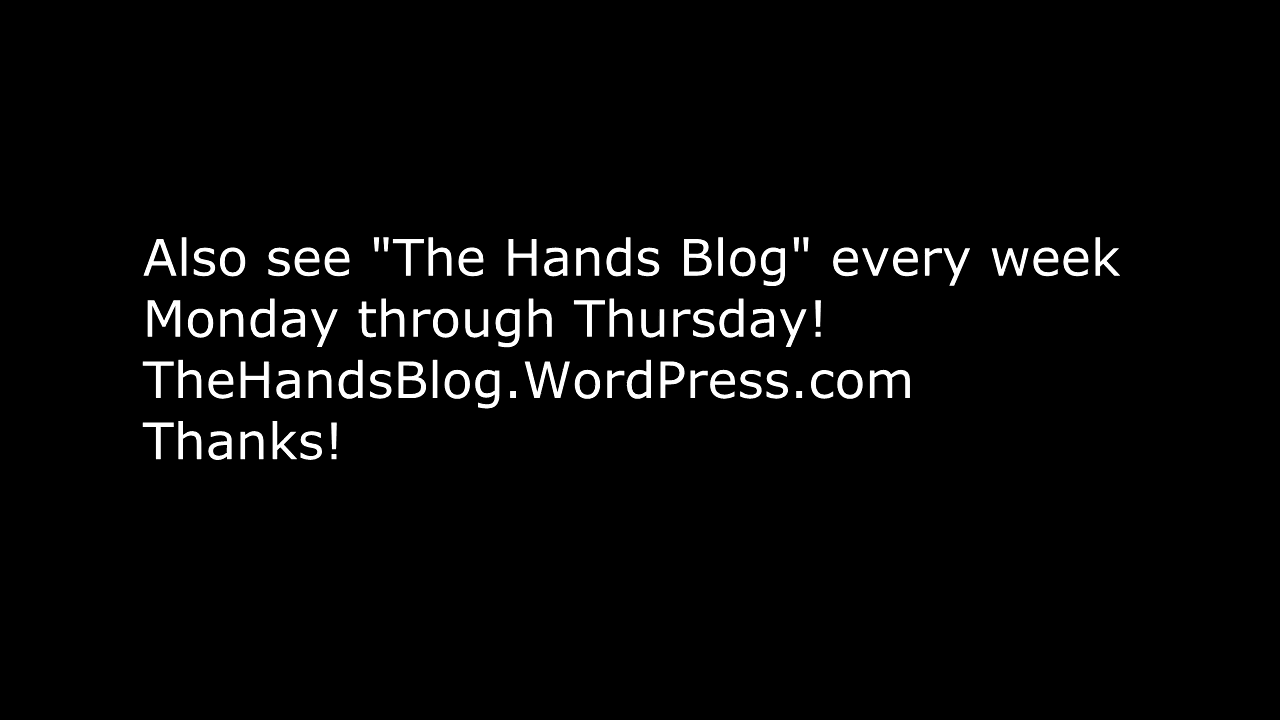 Also see "The Hands Blog" every week
Monday through Thursday!
TheHandsBlog.WordPress.com
Thanks!